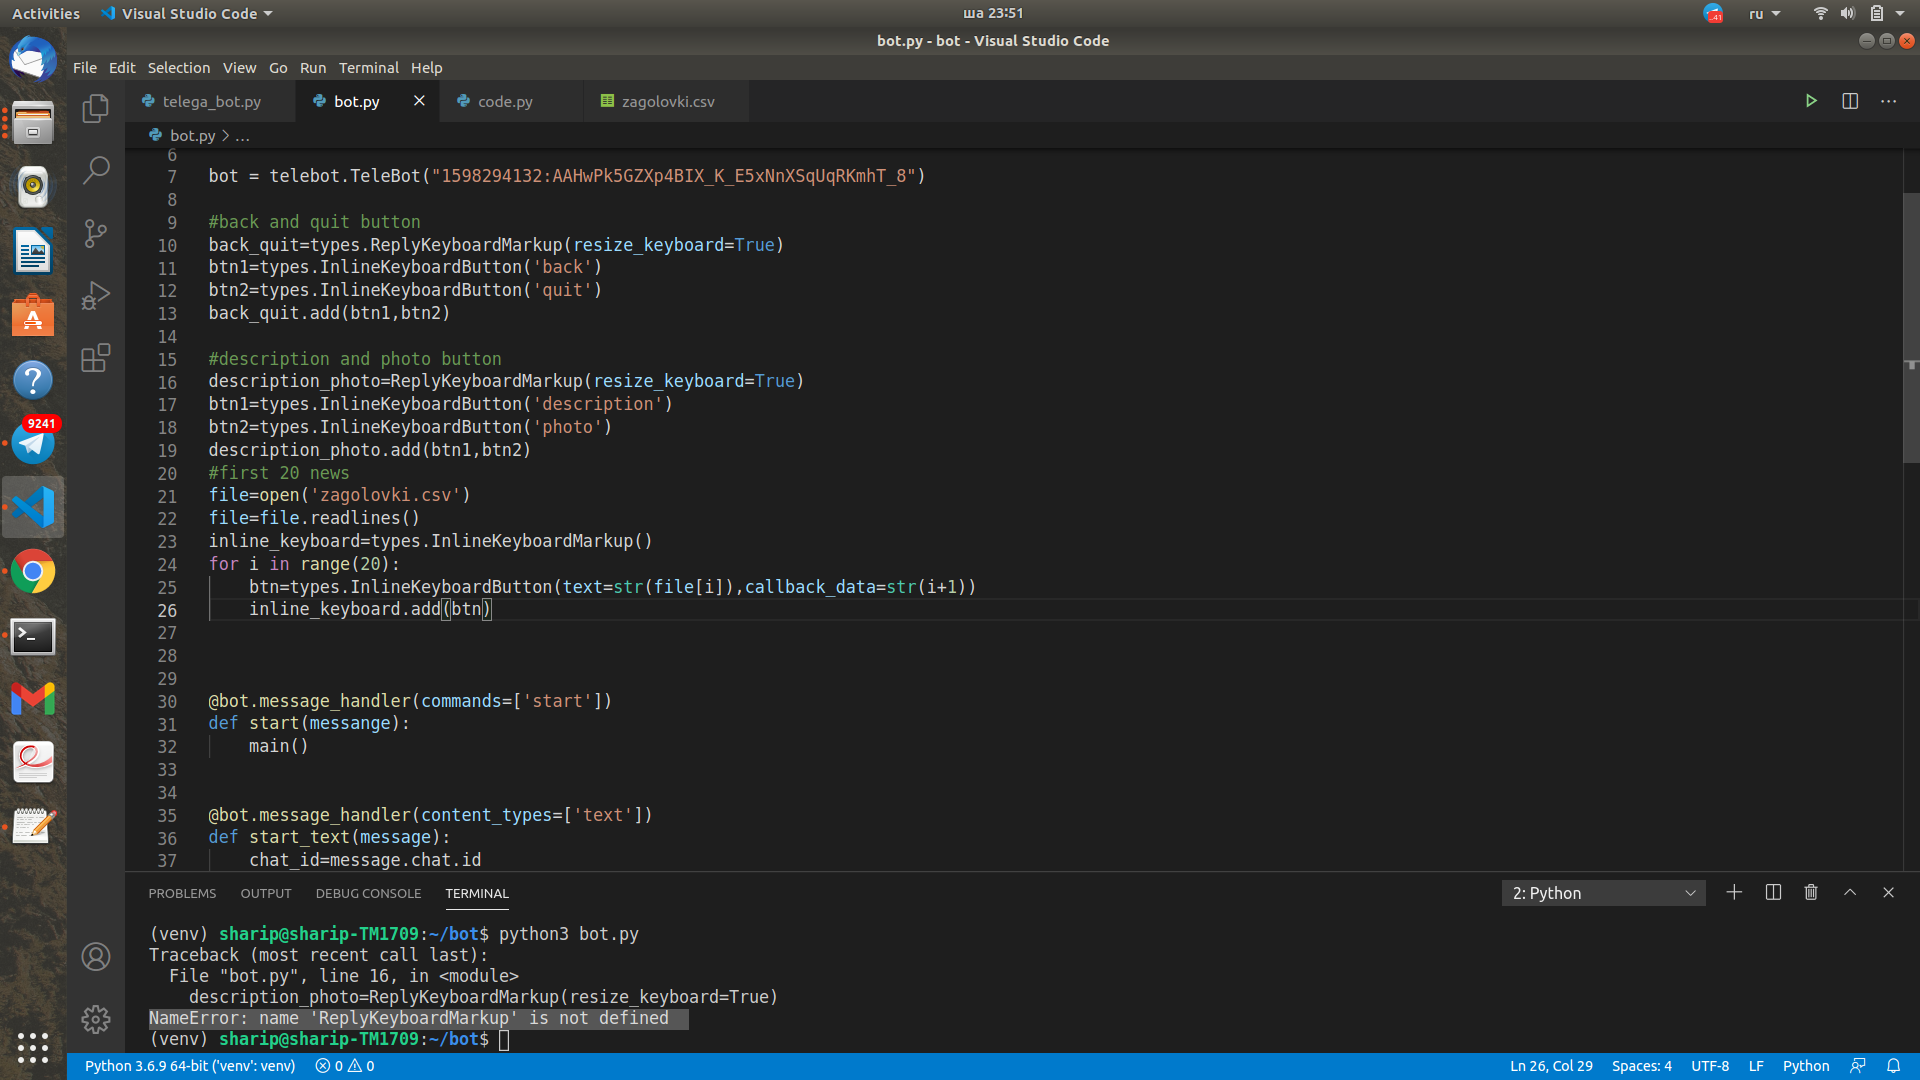 Activities Visual Studio Code ша 23:51 41 ru
bot.py - bot - Visual Studio Code
File Edit Selection View Go Run Terminal Help
telega_bot.py bot.py code.py zagolovki.csv
bot.py > ...
6
7 bot = telebot.TeleBot("1598294132:AAHwPk5GZXp4BIX_K_E5xNnXSqUqRKmhT_8")
8
9 #back and quit button
10 back_quit=types.ReplyKeyboardMarkup(resize_keyboard=True)
11 btn1=types.InlineKeyboardButton('back')
12 btn2=types.InlineKeyboardButton('quit')
13 back_quit.add(btn1,btn2)
14
15 #description and photo button
16 description_photo=ReplyKeyboardMarkup(resize_keyboard=True)
17 btn1=types.InlineKeyboardButton('description')
18 btn2=types.InlineKeyboardButton('photo')
19 description_photo.add(btn1,btn2)
20 #first 20 news
21 file=open('zagolovki.csv')
22 file=file.readlines()
23 inline_keyboard=types.InlineKeyboardMarkup()
24 for i in range(20):
25 btn=types.InlineKeyboardButton(text=str(file[i]),callback_data=str(i+1))
26 inline_keyboard.add(btn)
27
28
29
30 @bot.message_handler(commands=['start'])
31 def start(messange):
32 main()
33
34
35 @bot.message_handler(content_types=['text'])
36 def start_text(message):
37 chat_id=message.chat.id
9241
PROBLEMS OUTPUT DEBUG CONSOLE TERMINAL 2: Python
(venv) sharip@sharip-TM1709:~/bot$ python3 bot.py
Traceback (most recent call last):
File "bot.py", line 16, in <module>
description_photo=ReplyKeyboardMarkup(resize_keyboard=True)
NameError: name 'ReplyKeyboardMarkup' is not defined
(venv) sharip@sharip-TM1709:~/bot$
Python 3.6.9 64-bit ('venv': venv) 0 0 Ln 26, Col 29 Spaces: 4 UTF-8 LF Python